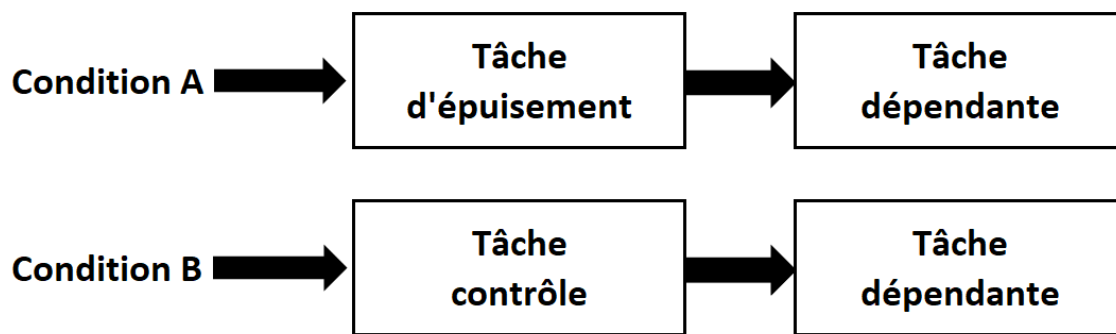 Condition A
Tâche
d'épuisement
Tâche
dépendante
Condition B
Tâche
contrôle
Tâche
dépendante